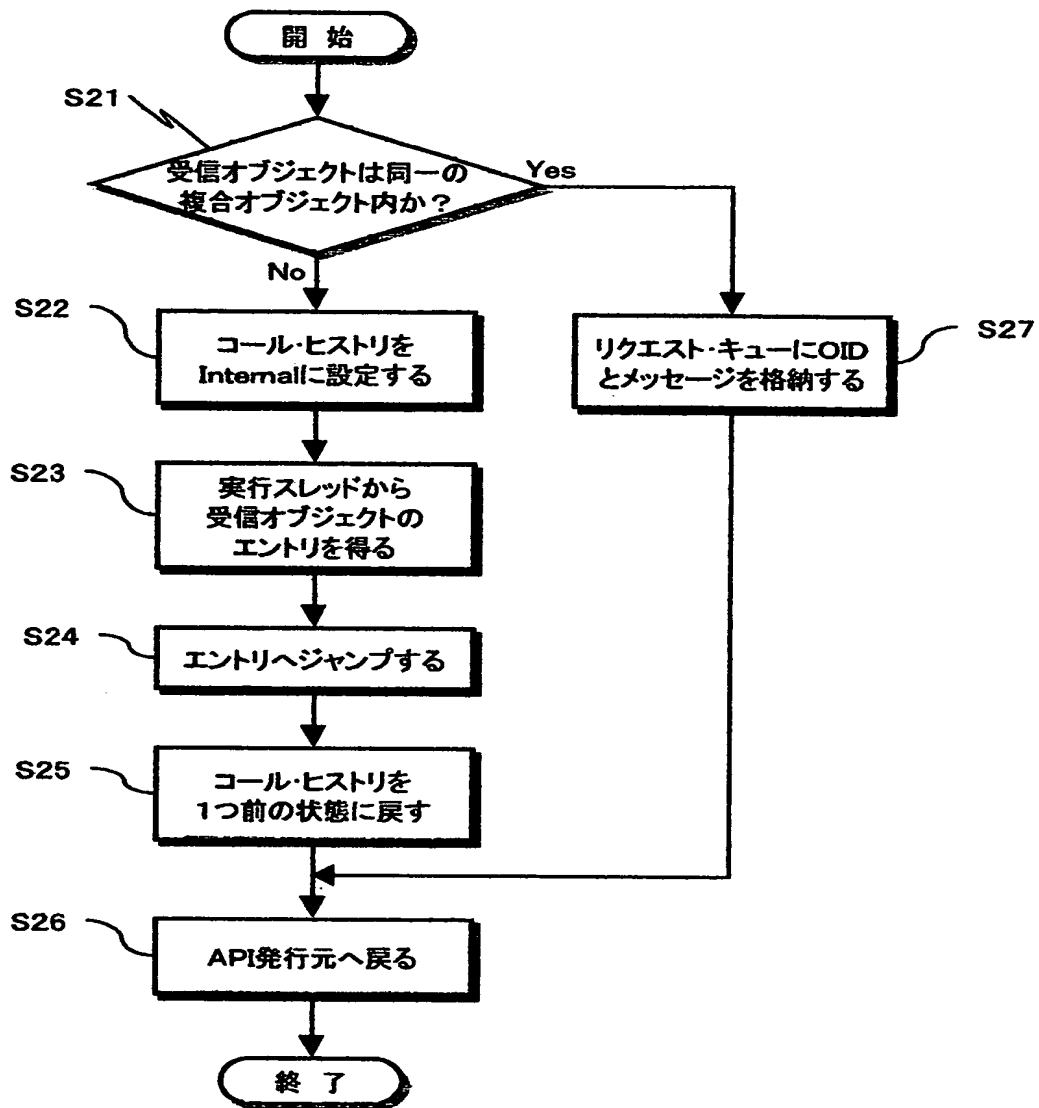 開 始
S21
受信オブジェクトは同一の
複合オブジェクト内か？
Yes
No
S22
コール・ヒストリを
Internalに設定する
リクエスト・キューにOID
とメッセージを格納する
S27
S23
実行スレッドから
受信オブジェクトの
エントリを得る
S24
エントリへジャンプする
S25
コール・ヒストリを
1つ前の状態に戻す
S26
API発行元へ戻る
終 了